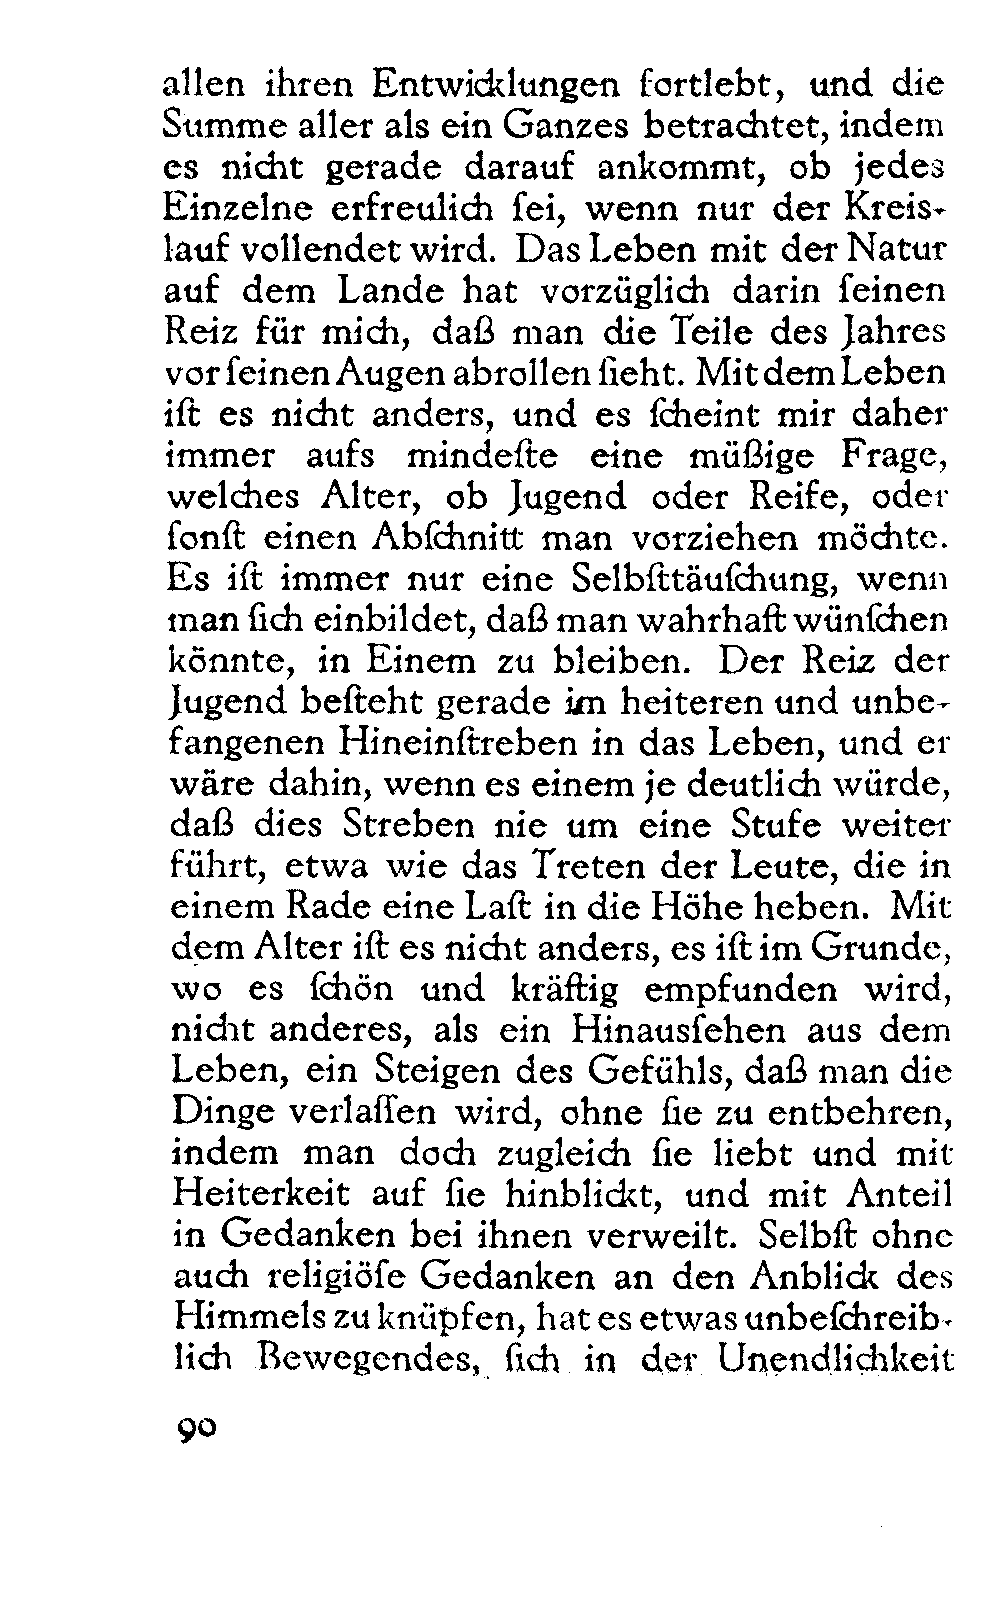 allen ihren Entwicklungen fortlebt, und die
Summe aller als ein Ganzes betrachtet, indem
es nicht gerade darauf ankommt, ob jedes
Einzelne erfreulich ſei, wenn nur der Kreis-
lauf vollendet wird. Das Leben mit der Natur
auf dem Lande hat vorzüglich darin ſeinen
Reiz für mich, daß man die Teile des Jahres
vor ſeinen Augen abrollen ſieht. Mit dem Leben
iſt es nicht anders, und es ſcheint mir daher
immer aufs mindeſte eine müßige Frage,
welches Alter, ob Jugend oder Reife, oder
ſonſt einen Abſchnitt man vorziehen möchte.
Es iſt immer nur eine Selbſttäuſchung, wenn
man ſich einbildet, daß man wahrhaft wünſchen
könnte, in Einem zu bleiben. Der Reiz der
Jugend beſteht gerade im heiteren und unbe-
fangenen Hineinſtreben in das Leben, und er
wäre dahin, wenn es einem je deutlich würde,
daß dies Streben nie um eine Stufe weiter
führt, etwa wie das Treten der Leute, die in
einem Rade eine Laſt in die Höhe heben. Mit
dem Alter iſt es nicht anders, es iſt im Grunde,
wo es ſchön und kräftig empfunden wird,
nicht anderes, als ein Hinausſehen aus dem
Leben, ein Steigen des Gefühls, daß man die
Dinge verlaſſen wird, ohne ſie zu entbehren,
indem man doch zugleich ſie liebt und mit
Heiterkeit auf ſie hinblickt, und mit Anteil
in Gedanken bei ihnen verweilt. Selbſt ohne
auch religiöſe Gedanken an den Anblick des
Himmels zu knüpfen, hat es etwas unbeſchreib-
lich Bewegendes, ſich in der Unendlichkeit
90